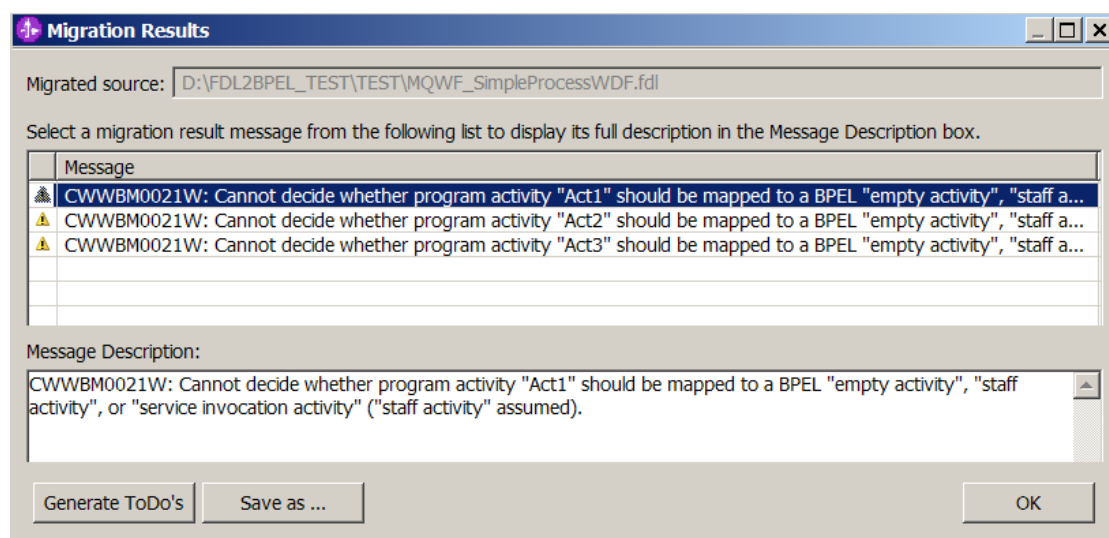 Migration Results
Migrated source: D:\FDL2BPEL_TEST\TEST\MQWF_SimpleProcessWDF.fdl
Select a migration result message from the following list to display its full description in the Message Description box.
Message
CWWBM0021W: Cannot decide whether program activity "Act1" should be mapped to a BPEL "empty activity", "staff a...
CWWBM0021W: Cannot decide whether program activity "Act2" should be mapped to a BPEL "empty activity", "staff a...
CWWBM0021W: Cannot decide whether program activity "Act3" should be mapped to a BPEL "empty activity", "staff a...
Message Description:
CWWBM0021W: Cannot decide whether program activity "Act1" should be mapped to a BPEL "empty activity", "staff
activity", or "service invocation activity" ("staff activity" assumed).
Generate ToDo's Save as ... OK